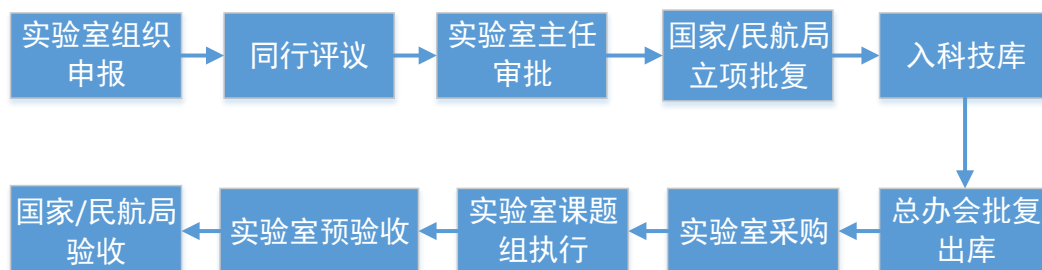 实验室组织
申报
同行评议
实验室主任
审批
国家/民航局
立项批复
入科技库
总办会批复
出库
实验室采购
实验室课题
组执行
实验室预验收
国家/民航局
验收